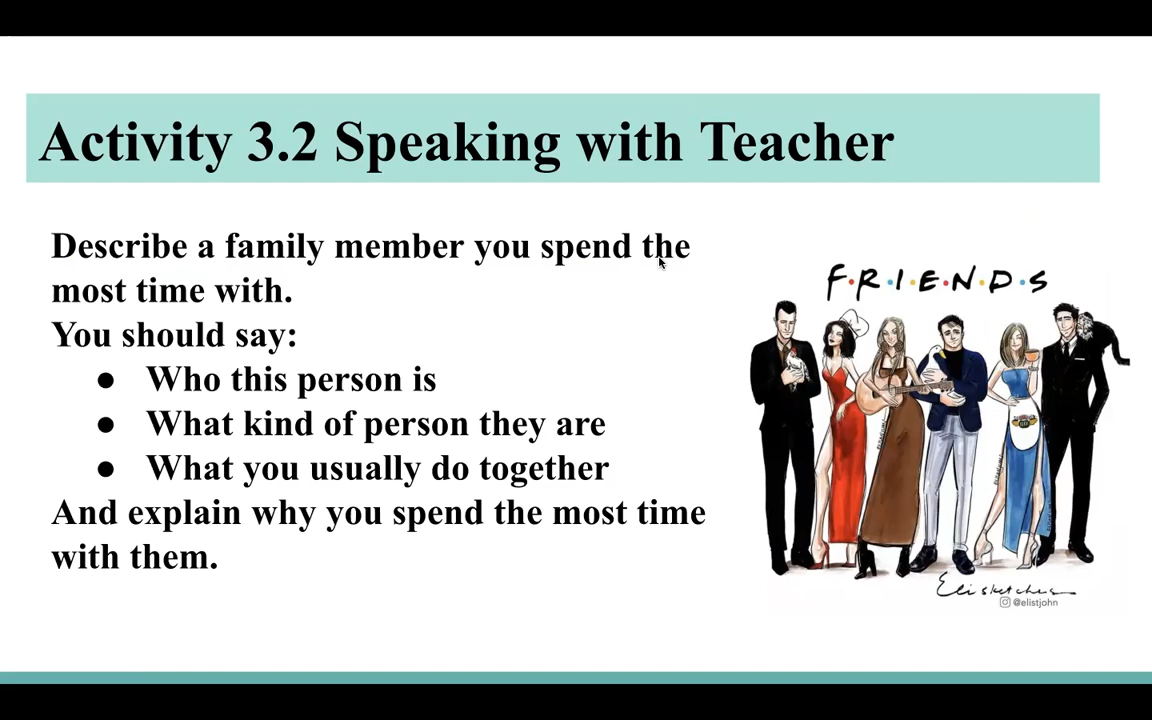 Activity 3.2 Speaking with Teacher
Describe a family member you spend the
most time with.
You should say:
● Who this person is
● What kind of person they are
● What you usually do together
And explain why you spend the most time
with them.
F·R·I·E·N·D·S
Elisketches
@elistjohn